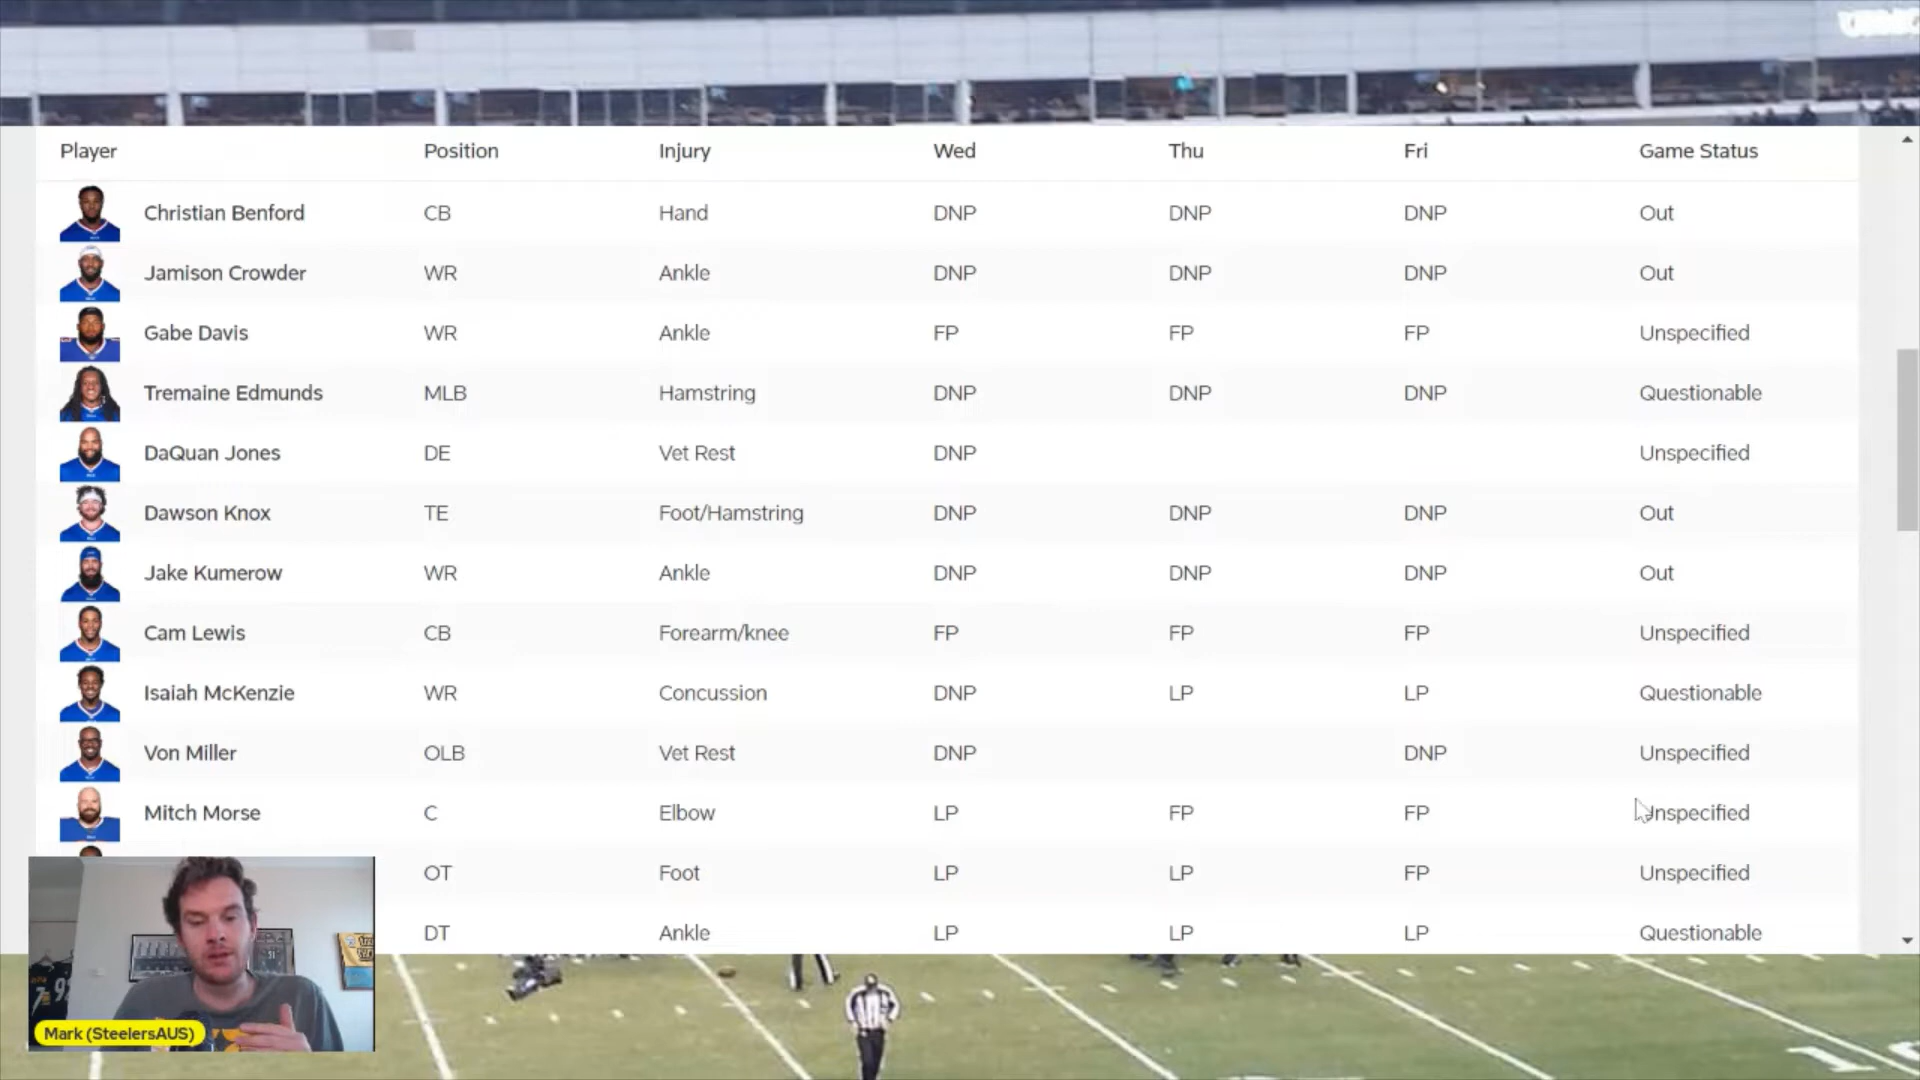 Player Position Injury Wed Thu Fri Game Status
Christian Benford CB Hand DNP DNP DNP Out
Jamison Crowder WR Ankle DNP DNP DNP Out
Gabe Davis WR Ankle FP FP FP Unspecified
Tremaine Edmunds MLB Hamstring DNP DNP DNP Questionable
DaQuan Jones DE Vet Rest DNP Unspecified
Dawson Knox TE Foot/Hamstring DNP DNP DNP Out
Jake Kumerow WR Ankle DNP DNP DNP Out
Cam Lewis CB Forearm/knee FP FP FP Unspecified
Isaiah McKenzie WR Concussion DNP LP LP Questionable
Von Miller OLB Vet Rest DNP DNP Unspecified
Mitch Morse C Elbow LP FP FP Unspecified
OT Foot LP LP FP Unspecified
DT Ankle LP LP LP Questionable
Mark (SteelersAUS)